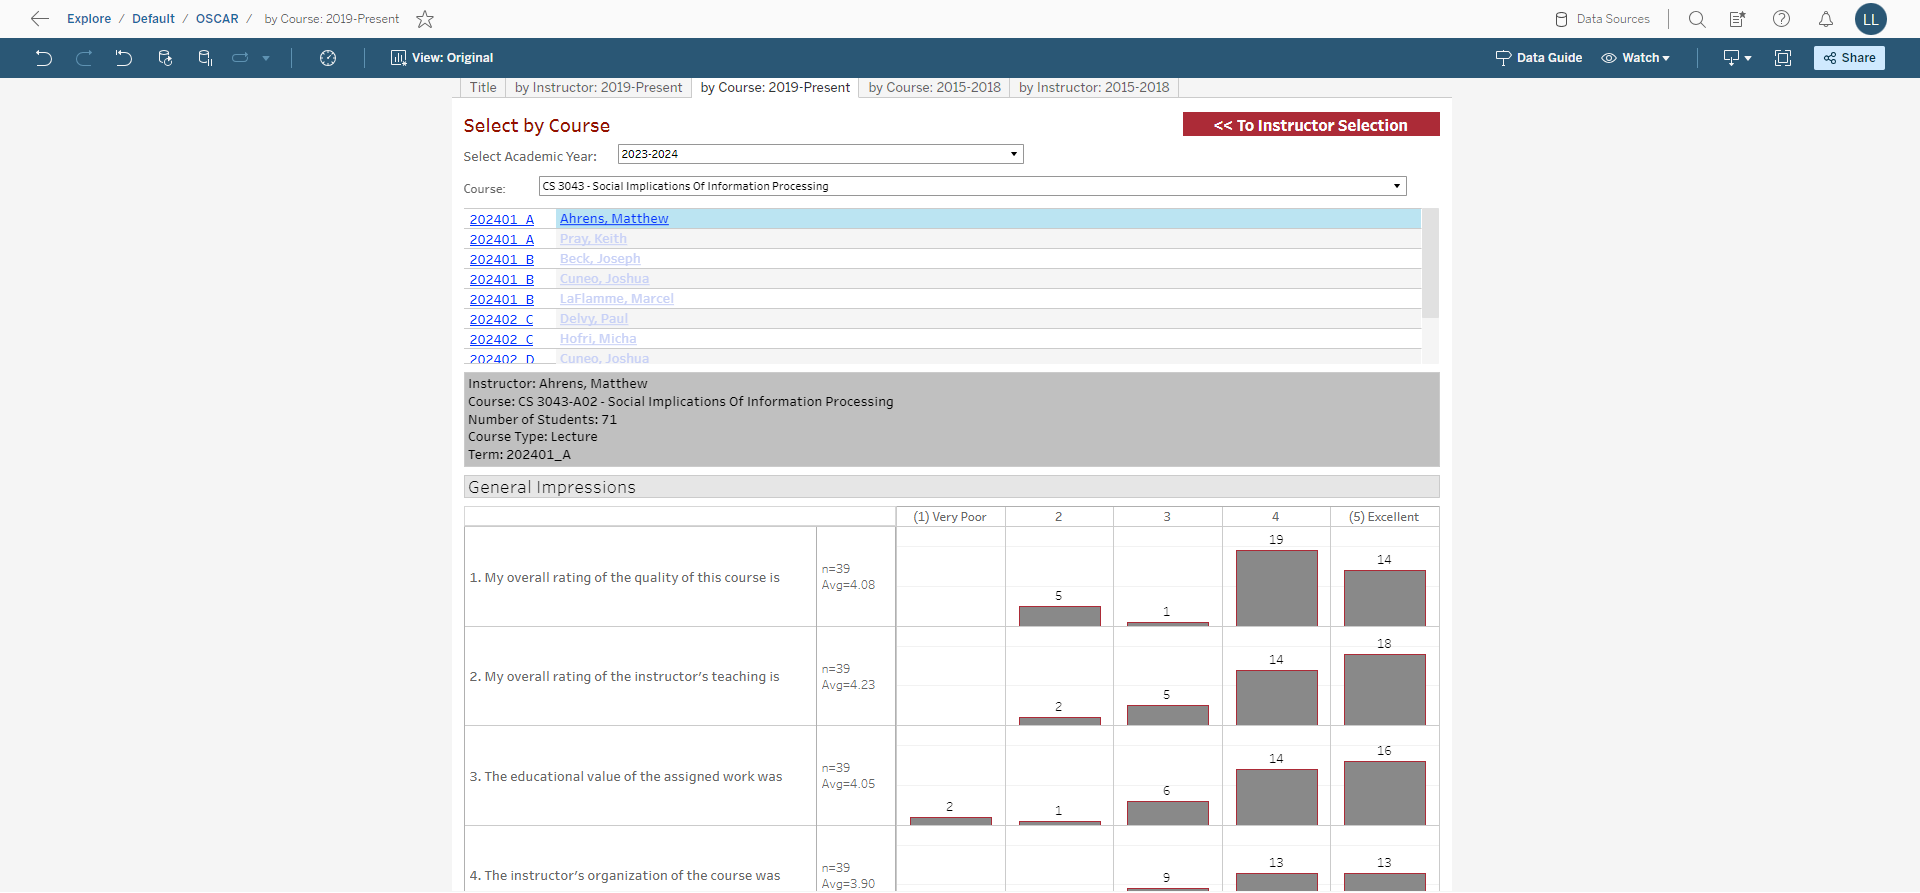 Explore / Default / OSCAR / by Course: 2019-Present
Data Sources
LL
View: Original
Data Guide
Watch
Share
Title
by Instructor: 2019-Present
by Course: 2019-Present
by Course: 2015-2018
by Instructor: 2015-2018
Select by Course
<< To Instructor Selection
Select Academic Year:
2023-2024
Course:
CS 3043 - Social Implications Of Information Processing
202401_A Ahrens, Matthew
202401_A Pray, Keith
202401_B Beck, Joseph
202401_B Cuneo, Joshua
202401_B LaFlamme, Marcel
202402_C Delvy, Paul
202402_C Hofri, Micha
202402_D Cuneo, Joshua
Instructor: Ahrens, Matthew
Course: CS 3043-A02 - Social Implications Of Information Processing
Number of Students: 71
Course Type: Lecture
Term: 202401_A
General Impressions
(1) Very Poor 2 3 4 (5) Excellent
1. My overall rating of the quality of this course is
n=39
Avg=4.08
5 1 19 14
2. My overall rating of the instructor's teaching is
n=39
Avg=4.23
2 5 14 18
3. The educational value of the assigned work was
n=39
Avg=4.05
2 1 6 14 16
4. The instructor's organization of the course was
n=39
Avg=3.90
9 13 13